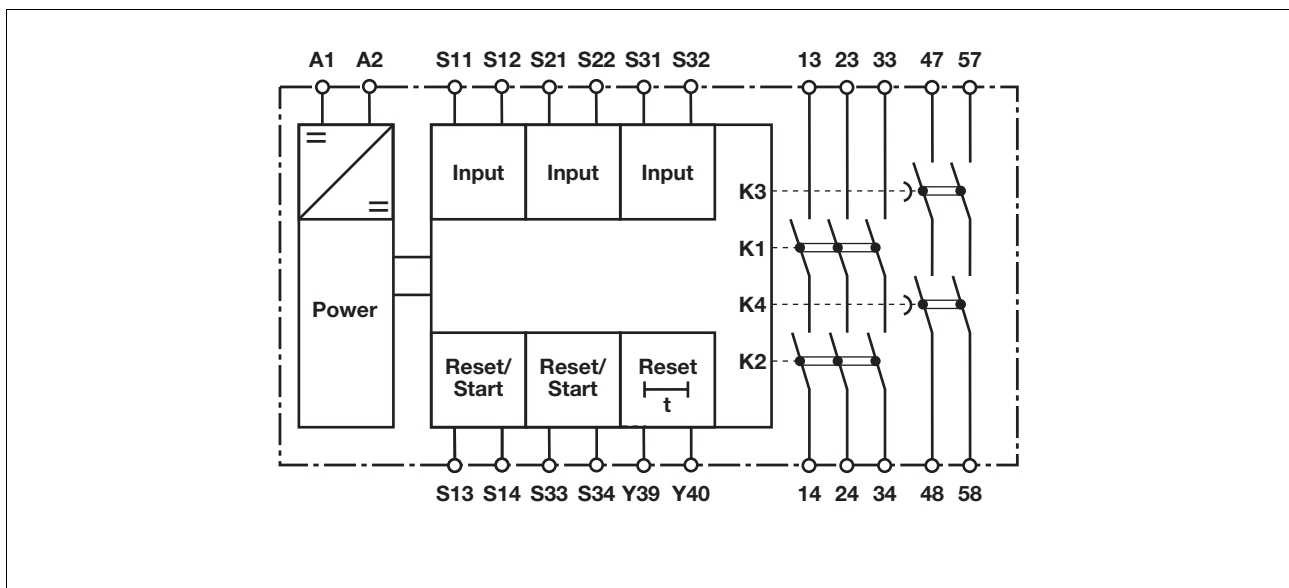 A1 A2 S11 S12 S21 S22 S31 S32 13 23 33 47 57
Input Input Input
K3
K1
K4
Power
K2
Reset/ Reset/ Reset
Start Start
t
S13 S14 S33 S34 Y39 Y40 14 24 34 48 58